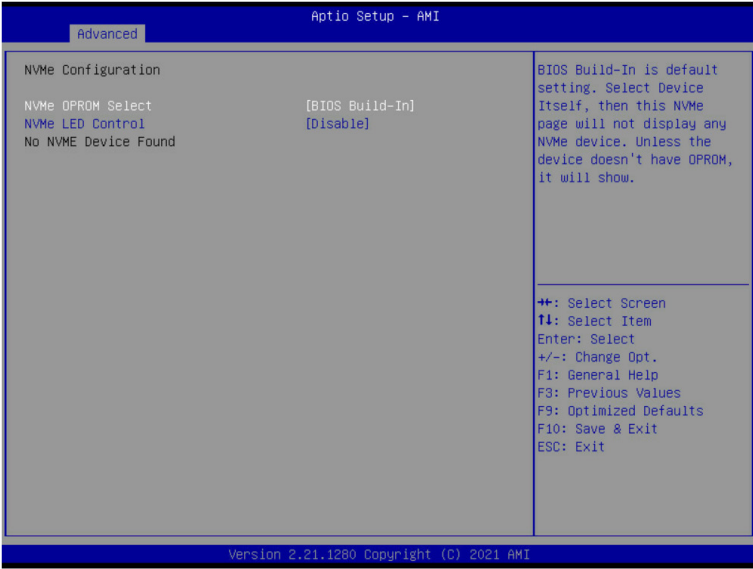 Aptio Setup – AMI
Advanced
NVMe Configuration
NVMe OPROM Select [BIOS Build-In]
NVMe LED Control [Disable]
No NVME Device Found
BIOS Build-In is default
setting. Select Device
Itself, then this NVMe
page will not display any
NVMe device. Unless the
device doesn't have OPROM,
it will show.
→←: Select Screen
↑↓: Select Item
Enter: Select
+/-: Change Opt.
F1: General Help
F3: Previous Values
F9: Optimized Defaults
F10: Save & Exit
ESC: Exit
Version 2.21.1280 Copyright (C) 2021 AMI